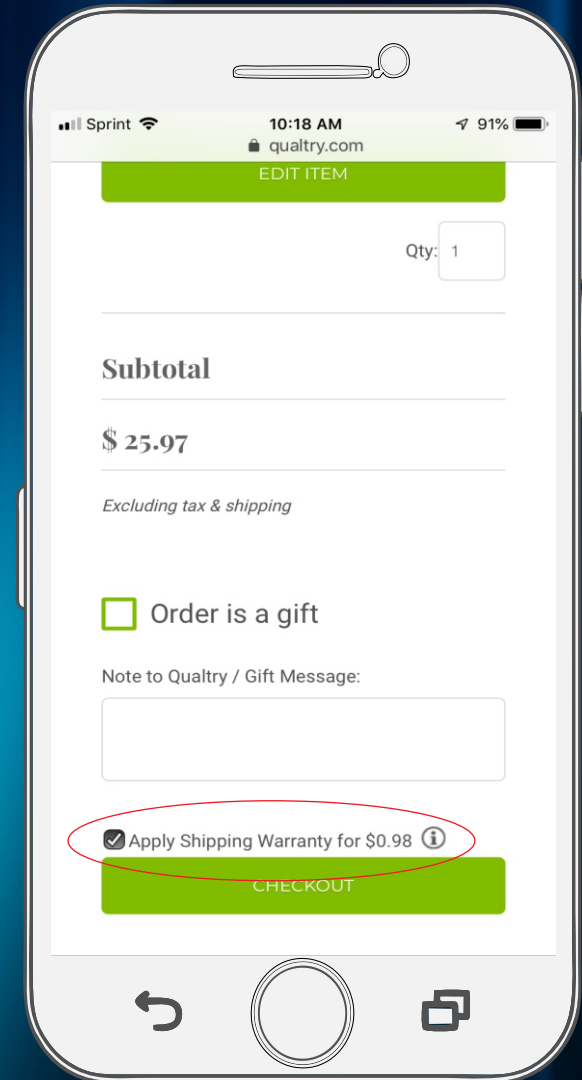 Sprint
10:18 AM
91%
qualtry.com
EDIT ITEM
Qty: 1
Subtotal
$ 25.97
Excluding tax & shipping
Order is a gift
Note to Qualtry / Gift Message:
Apply Shipping Warranty for $0.98
CHECKOUT